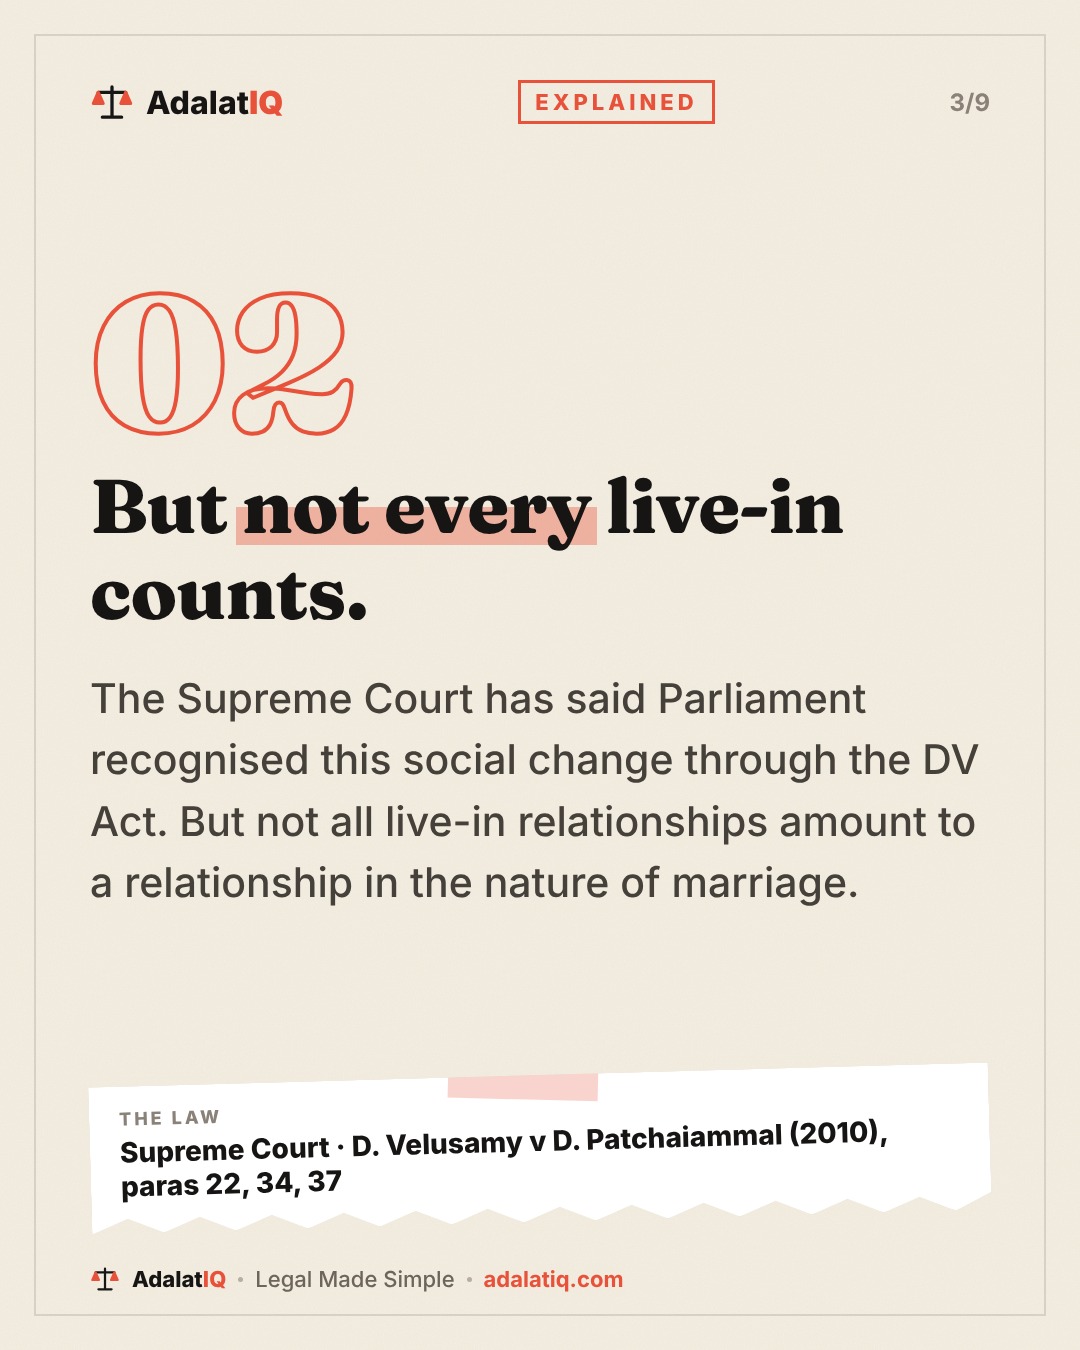 AdalatIQ
EXPLAINED
3/9
02
But not every live-in
counts.
The Supreme Court has said Parliament
recognised this social change through the DV
Act. But not all live-in relationships amount to
a relationship in the nature of marriage.
THE LAW
Supreme Court · D. Velusamy v D. Patchaiammal (2010),
paras 22, 34, 37
AdalatIQ • Legal Made Simple • adalatiq.com